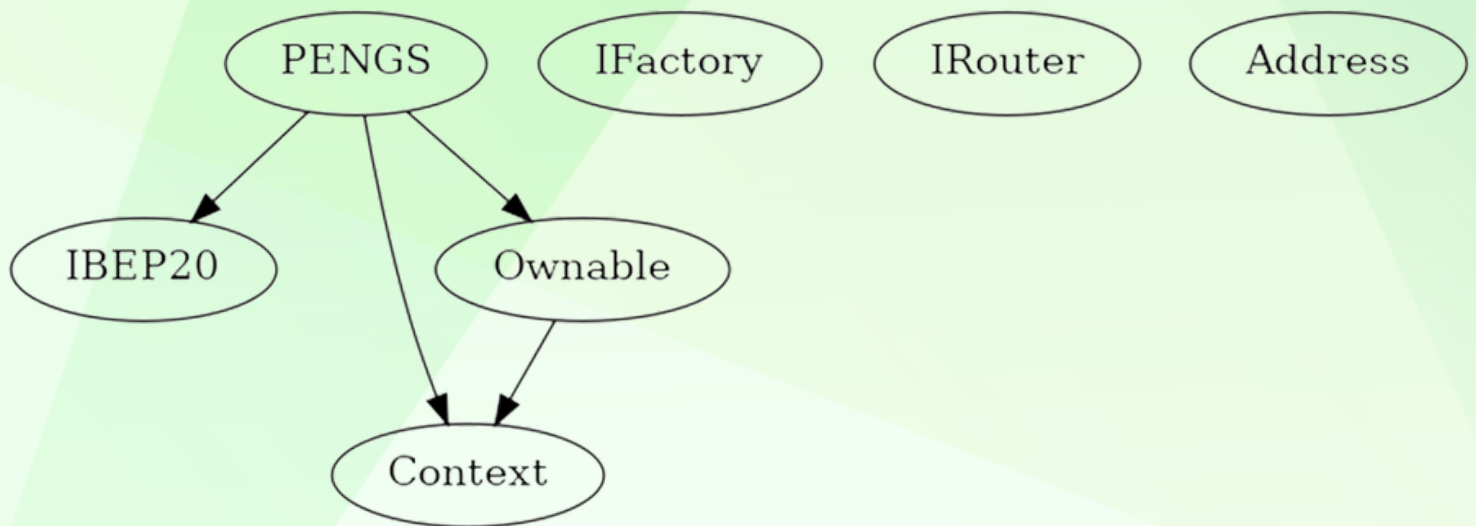 PENGS
IFactory
IRouter
Address
IBEP20
Ownable
Context